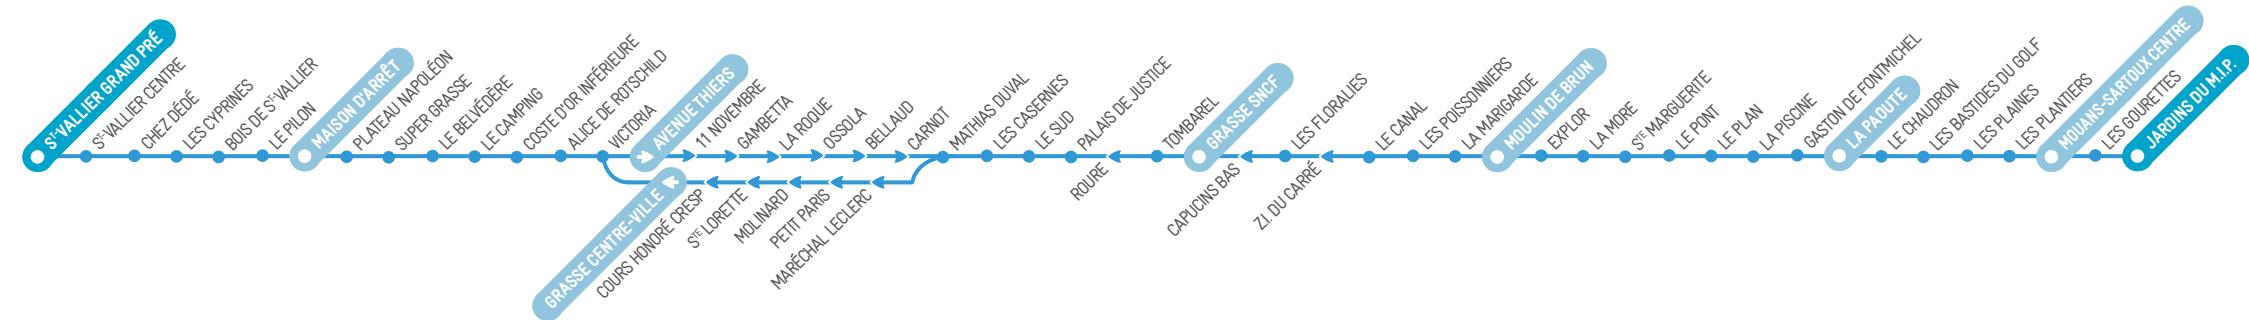 ST-VALLIER GRAND PRÉ
ST-VALLIER CENTRE
CHEZ DÉDÉ
LES CYPRINES
BOIS DE ST-VALLIER
LE PILON
MAISON D'ARRÊT
PLATEAU NAPOLÉON
SUPER GRASSE
LE BELVÉDÈRE
LE CAMPING
COSTE D'OR INFÉRIEURE
ALICE DE ROTSCHILD
VICTORIA
AVENUE THIERS
11 NOVEMBRE
GAMBETTA
LA ROQUE
OSSOLA
BELLAUD
CARNOT
GRASSE CENTRE-VILLE
COURS HONORÉ CRESP
STE LORETTE
MOLINARD
PETIT PARIS
MARÉCHAL LECLERC
MATHIAS DUVAL
LES CASERNES
LE SUD
PALAIS DE JUSTICE
ROURE
TOMBAREL
GRASSE SNCF
CAPUCINS BAS
LES FLORALIES
Z.I. DU CARRÉ
LE CANAL
LES POISSONNIERS
LA MARIGARDE
MOULIN DE BRUN
EXPLOR
LA MORE
STE MARGUERITE
LE PONT
LE PLAN
LA PISCINE
GASTON DE FONTMICHEL
LA PAOUTE
LE CHAUDRON
LES BASTIDES DU GOLF
LES PLAINES
LES PLANTIERS
MOUANS-SARTOUX CENTRE
LES GOURETTES
JARDINS DU M.I.P.